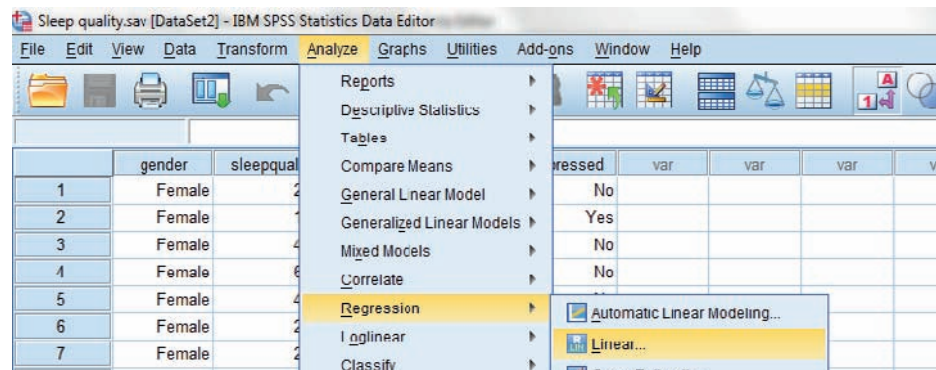 Sleep quality.sav [DataSet2] - IBM SPSS Statistics Data Editor
File Edit View Data Transform Analyze Graphs Utilities Add-ons Window Help
Reports
Descriptive Statistics
Tables
Compare Means
General Linear Model
Generalized Linear Models
Mixed Models
Correlate
Regression
Loglinear
Classify
Automatic Linear Modeling...
Linear...
gender sleepqual ressed var var var
1 Female 2 No
2 Female 1 Yes
3 Female 4 No
4 Female 6 No
5 Female 4
6 Female 2
7 Female 2